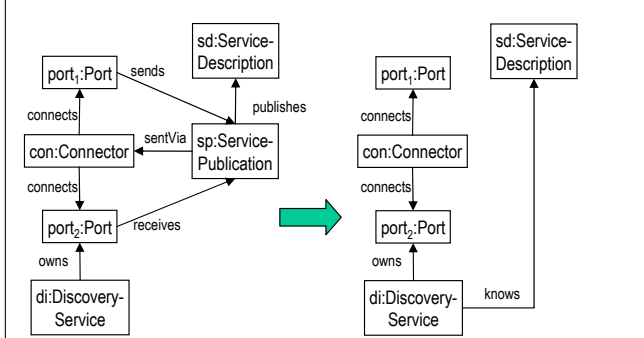 sd:Service-
Description
port1:Port
sends
publishes
connects
con:Connector
sentVia
sp:Service-
Publication
connects
port2:Port
receives
owns
di:Discovery-
Service
sd:Service-
Description
port1:Port
connects
con:Connector
connects
port2:Port
owns
di:Discovery-
Service
knows